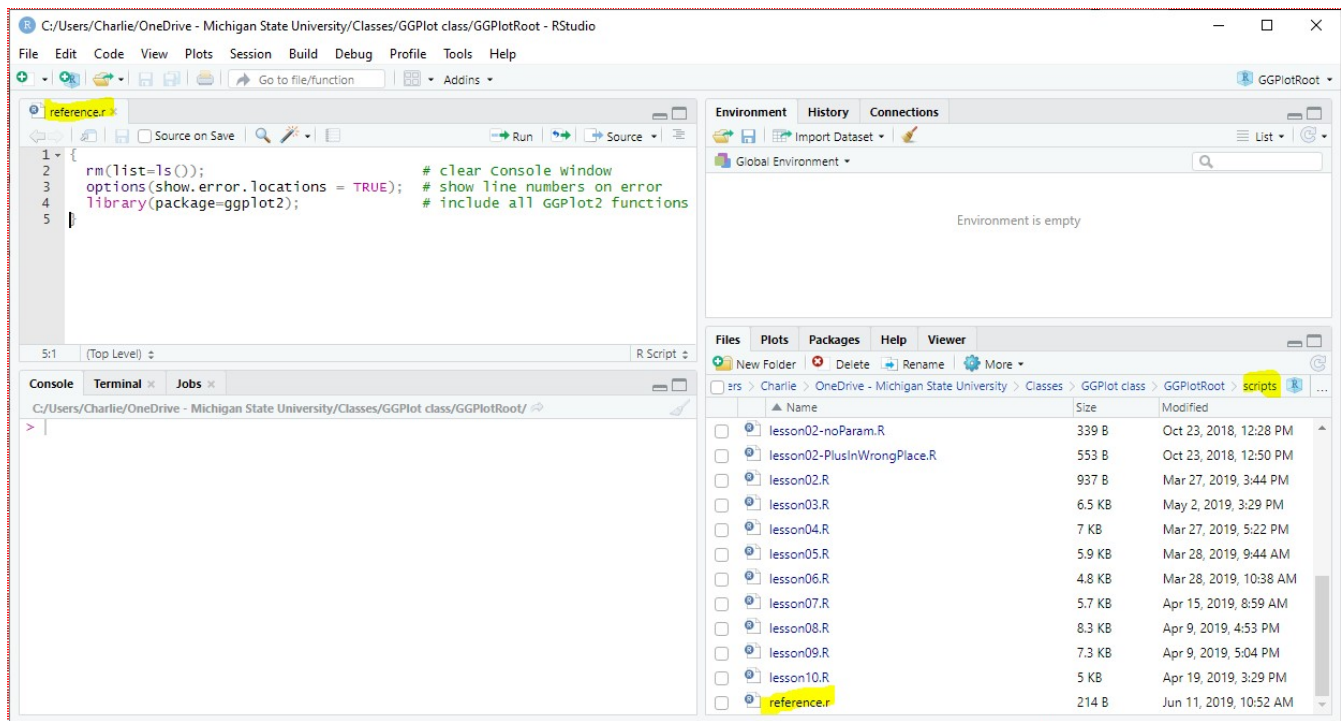 C:/Users/Charlie/OneDrive - Michigan State University/Classes/GGPlot class/GGPlotRoot - RStudio
File Edit Code View Plots Session Build Debug Profile Tools Help
Go to file/function Addins GGPlotRoot
reference.r
Source on Save Run Source
1 {
2 rm(list=ls()); # clear Console Window
3 options(show.error.locations = TRUE); # show line numbers on error
4 library(package=ggplot2); # include all GGPlot2 functions
5 }
5:1 (Top Level) R Script
Console Terminal Jobs
C:/Users/Charlie/OneDrive - Michigan State University/Classes/GGPlot class/GGPlotRoot/
>
Environment History Connections
Import Dataset List
Global Environment
Environment is empty
Files Plots Packages Help Viewer
New Folder Delete Rename More
ers > Charlie > OneDrive - Michigan State University > Classes > GGPlot class > GGPlotRoot > scripts ...
Name Size Modified
lesson02-noParam.R 339 B Oct 23, 2018, 12:28 PM
lesson02-PlusInWrongPlace.R 553 B Oct 23, 2018, 12:50 PM
lesson02.R 937 B Mar 27, 2019, 3:44 PM
lesson03.R 6.5 KB May 2, 2019, 3:29 PM
lesson04.R 7 KB Mar 27, 2019, 5:22 PM
lesson05.R 5.9 KB Mar 28, 2019, 9:44 AM
lesson06.R 4.8 KB Mar 28, 2019, 10:38 AM
lesson07.R 5.7 KB Apr 15, 2019, 8:59 AM
lesson08.R 8.3 KB Apr 9, 2019, 4:53 PM
lesson09.R 7.3 KB Apr 9, 2019, 5:04 PM
lesson10.R 5 KB Apr 19, 2019, 3:29 PM
reference.r 214 B Jun 11, 2019, 10:52 AM